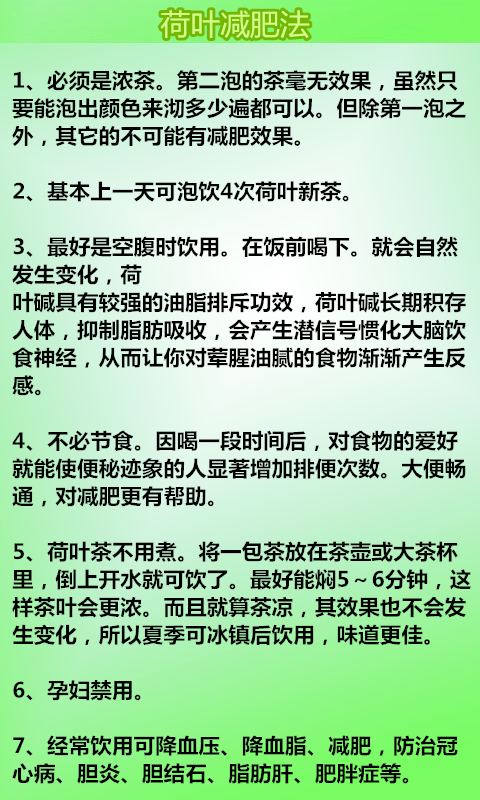 荷叶减肥法
1、必须是浓茶。第二泡的茶毫无效果，虽然只
要能泡出颜色来沏多少遍都可以。但除第一泡之
外，其它的不可能有减肥效果。
2、基本上一天可泡饮4次荷叶新茶。
3、最好是空腹时饮用。在饭前喝下。就会自然
发生变化，荷
叶碱具有较强的油脂排斥功效，荷叶碱长期积存
人体，抑制脂肪吸收，会产生潜信号惯化大脑饮
食神经，从而让你对荤腥油腻的食物渐渐产生反
感。
4、不必节食。因喝一段时间后，对食物的爱好
就能使便秘迹象的人显著增加排便次数。大便畅
通，对减肥更有帮助。
5、荷叶茶不用煮。将一包茶放在茶壶或大茶杯
里，倒上开水就可饮了。最好能焖5～6分钟，这
样茶叶会更浓。而且就算茶凉，其效果也不会发
生变化，所以夏季可冰镇后饮用，味道更佳。
6、孕妇禁用。
7、经常饮用可降血压、降血脂、减肥，防治冠
心病、胆炎、胆结石、脂肪肝、肥胖症等。